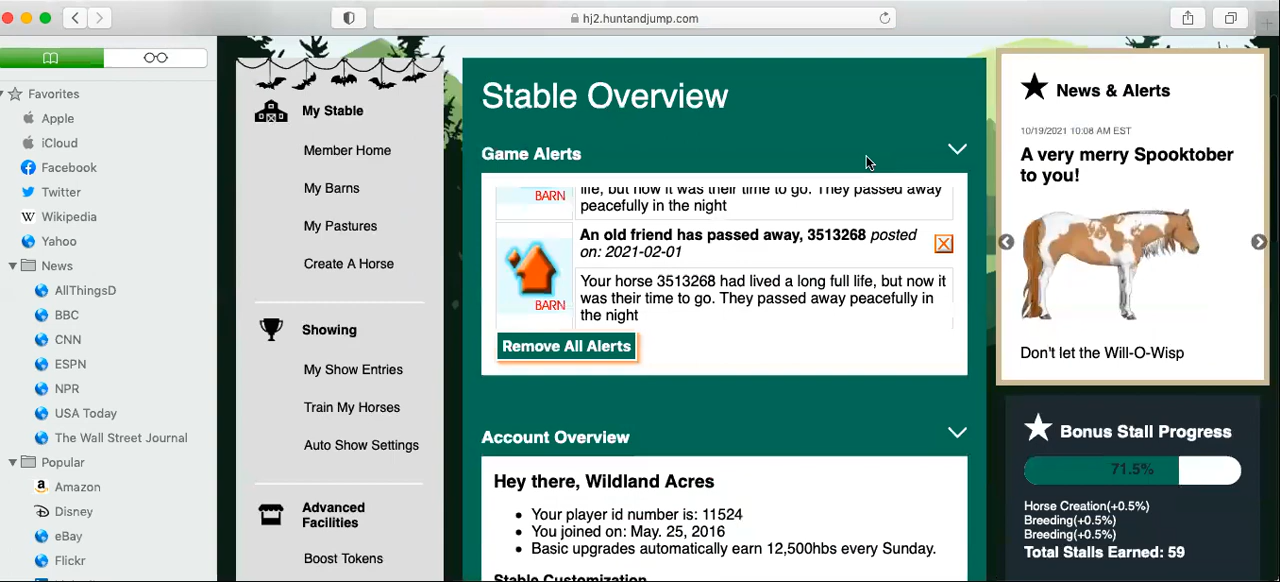 hj2.huntandjump.com
Favorites
Apple
iCloud
Facebook
Twitter
Wikipedia
Yahoo
News
AllThingsD
BBC
CNN
ESPN
NPR
USA Today
The Wall Street Journal
Popular
Amazon
Disney
eBay
Flickr
My Stable
Member Home
My Barns
My Pastures
Create A Horse
Showing
My Show Entries
Train My Horses
Auto Show Settings
Advanced
Facilities
Boost Tokens
Stable Overview
Game Alerts
BARN
life, but now it was their time to go. They passed away
peacefully in the night
An old friend has passed away, 3513268 posted
on: 2021-02-01
BARN
Your horse 3513268 had lived a long full life, but now it
was their time to go. They passed away peacefully in
the night
Remove All Alerts
Account Overview
Hey there, Wildland Acres
Your player id number is: 11524
You joined on: May. 25, 2016
Basic upgrades automatically earn 12,500hbs every Sunday.
Stable Customization
News & Alerts
10/19/2021 10:08 AM EST
A very merry Spooktober
to you!
Don't let the Will-O-Wisp
Bonus Stall Progress
71.5%
Horse Creation(+0.5%)
Breeding(+0.5%)
Breeding(+0.5%)
Total Stalls Earned: 59